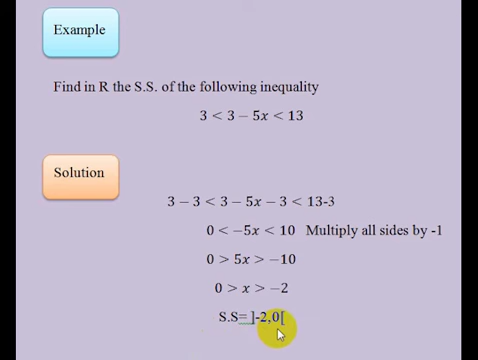 Example
Find in R the S.S. of the following inequality
3 < 3 − 5x < 13
Solution
3 − 3 < 3 − 5x − 3 < 13-3
0 < −5x < 10 Multiply all sides by -1
0 > 5x > −10
0 > x > −2
S.S= ]-2,0[